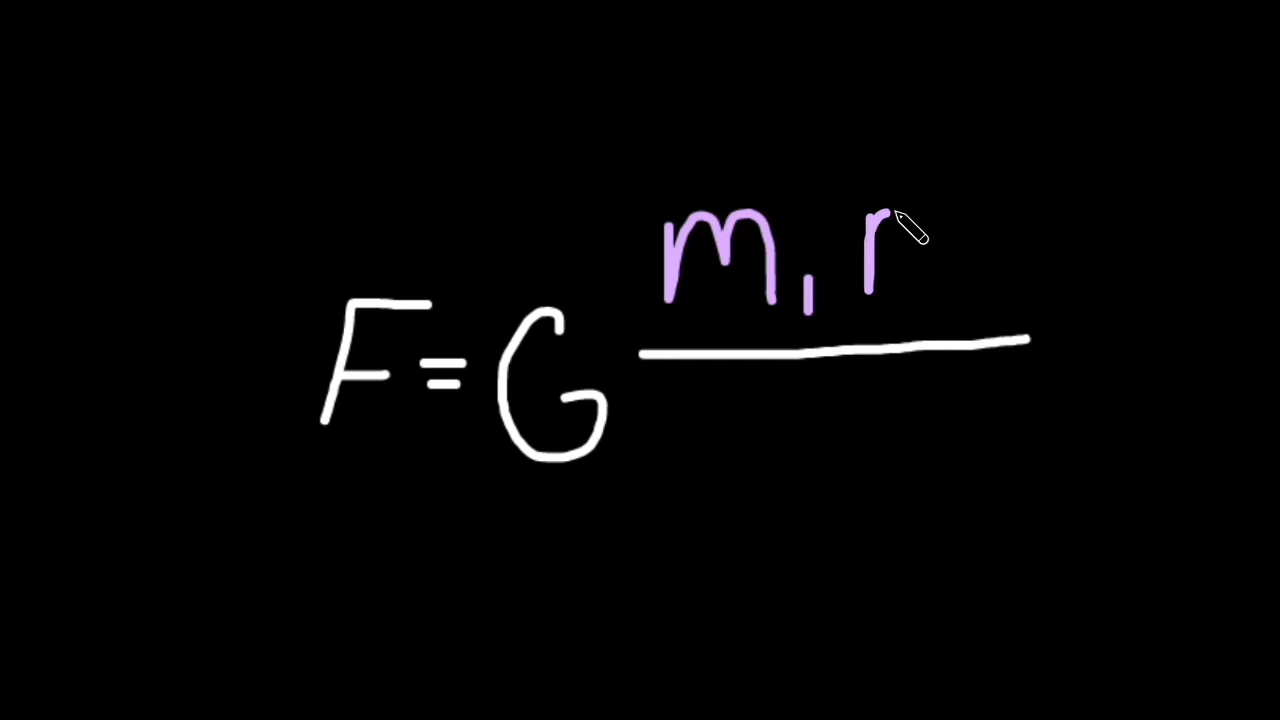 F = G m₁ r